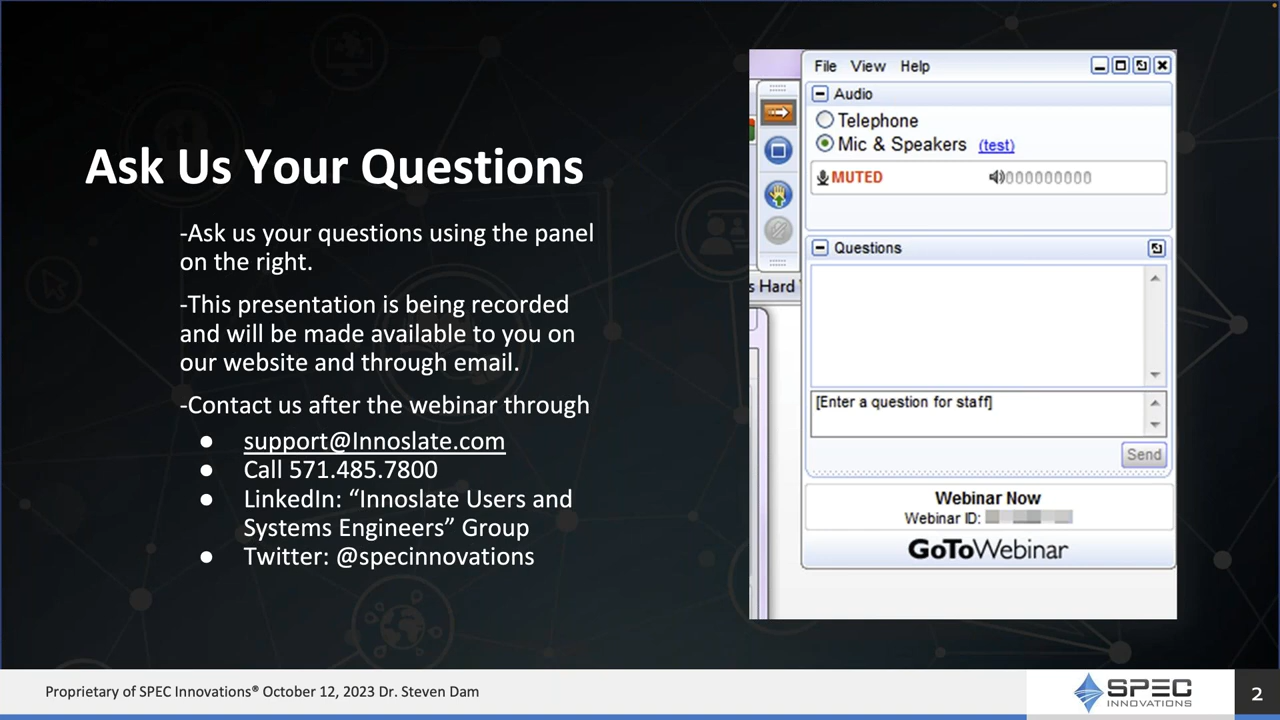 Ask Us Your Questions
-Ask us your questions using the panel
on the right.
-This presentation is being recorded
and will be made available to you on
our website and through email.
-Contact us after the webinar through
● support@Innoslate.com
● Call 571.485.7800
● LinkedIn: “Innoslate Users and
Systems Engineers” Group
● Twitter: @specinnovations
File View Help
Audio
Telephone
Mic & Speakers (test)
MUTED
Questions
s Hard
[Enter a question for staff]
Send
Webinar Now
Webinar ID:
GoToWebinar
Proprietary of SPEC Innovations® October 12, 2023 Dr. Steven Dam
SPEC
INNOVATIONS
2